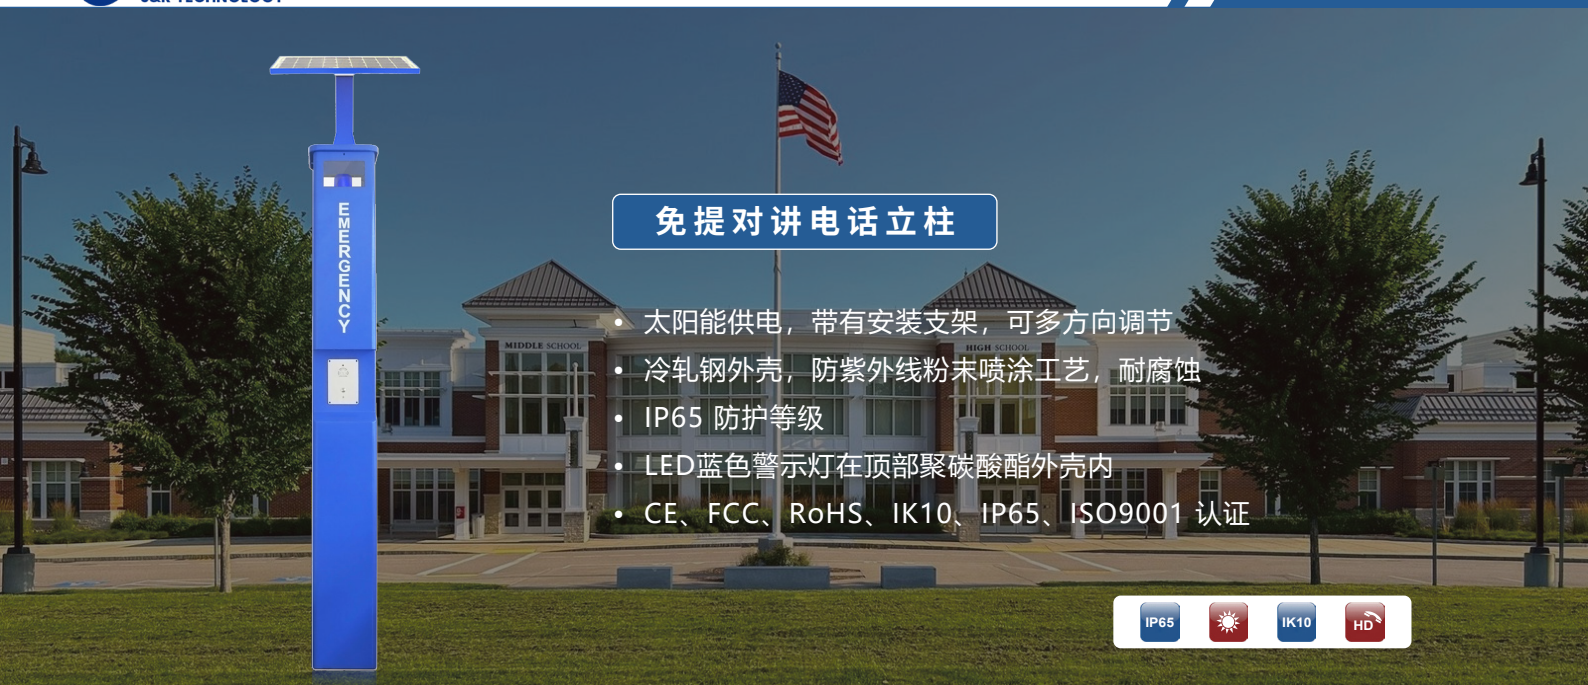 免提对讲电话立柱
EMERGENCY
MIDDLE SCHOOL
HIGH SCHOOL
• 太阳能供电，带有安装支架，可多方向调节
• 冷轧钢外壳，防紫外线粉末喷涂工艺，耐腐蚀
• IP65 防护等级
• LED蓝色警示灯在顶部聚碳酸酯外壳内
• CE、FCC、RoHS、IK10、IP65、ISO9001 认证
IP65
IK10
HD